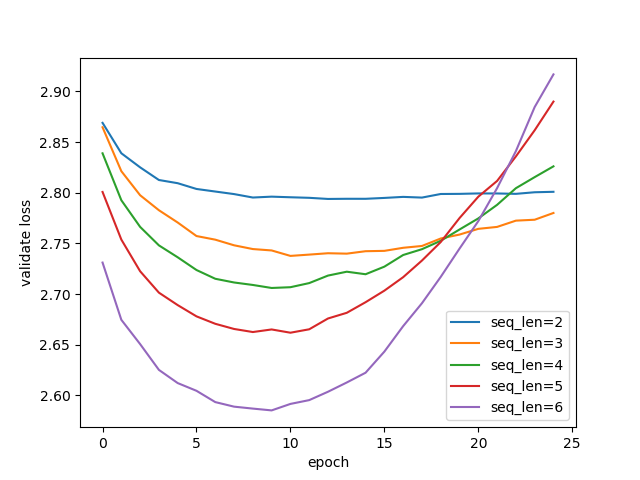 2.90
2.85
2.80
2.75
2.70
2.65
2.60
validate loss
0 5 10 15 20 25
epoch
seq_len=2
seq_len=3
seq_len=4
seq_len=5
seq_len=6